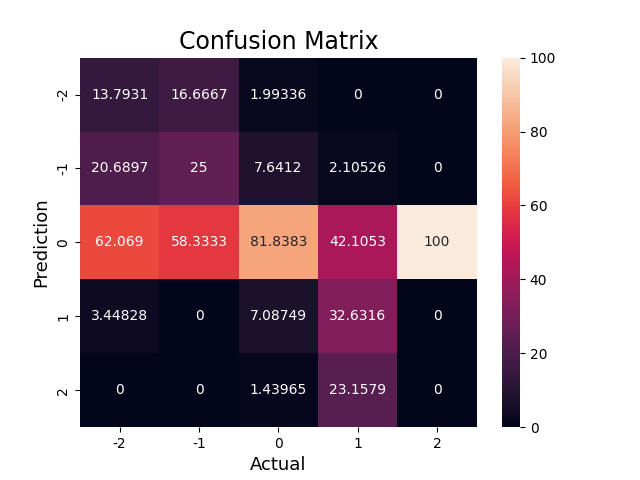 Confusion Matrix
-2 13.7931 16.6667 1.99336 0 0
-1 20.6897 25 7.6412 2.10526 0
0 62.069 58.3333 81.8383 42.1053 100
1 3.44828 0 7.08749 32.6316 0
2 0 0 1.43965 23.1579 0
-2 -1 0 1 2
Actual
Prediction
100
80
60
40
20
0